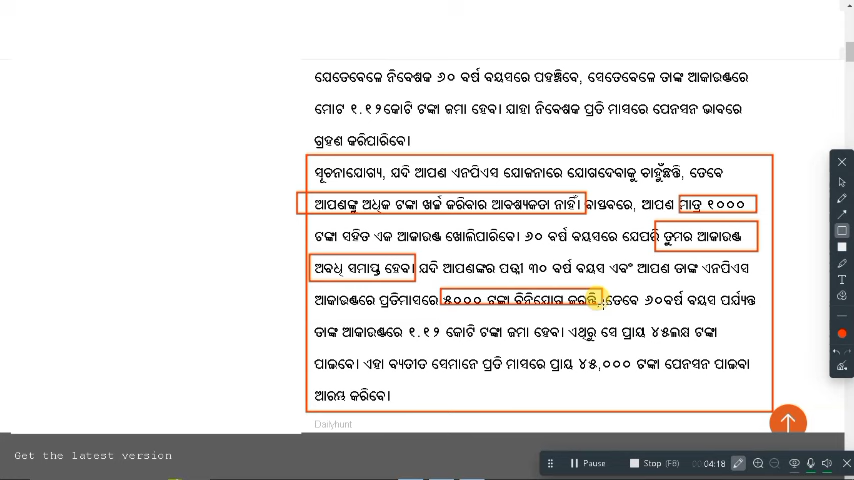 ଯେତେବେଳେ ନିବେଶକ ୬୦ ବର୍ଷ ବୟସରେ ପହଞ୍ଚିବେ, ସେତେବେଳେ ତାଙ୍କ ଆକାଉଣ୍ଟରେ
ମୋଟ ୧.୧୨କୋଟି ଟଙ୍କା ଜମା ହେବ। ଯାହା ନିବେଶକ ପ୍ରତି ମାସରେ ପେନସନ ଭାବରେ
ଗ୍ରହଣ କରିପାରିବେ।
ସୂଚନାଯୋଗ୍ୟ, ଯଦି ଆପଣ ଏନପିଏସ ଯୋଜନାରେ ଯୋଗଦେବାକୁ ଚାହୁଁଛନ୍ତି, ତେବେ
ଆପଣଙ୍କୁ ଅଧିକ ଟଙ୍କା ଖର୍ଚ୍ଚ କରିବାର ଆବଶ୍ୟକତା ନାହିଁ। ବାସ୍ତବରେ, ଆପଣ ମାତ୍ର ୧୦୦୦
ଟଙ୍କା ସହିତ ଏକ ଆକାଉଣ୍ଟ ଖୋଲିପାରିବେ। ୬୦ ବର୍ଷ ବୟସରେ ଯେପରି ତୁମର ଆକାଉଣ୍ଟ
ଅବଧି ସମାପ୍ତ ହେବ। ଯଦି ଆପଣଙ୍କର ପତ୍ନୀ ୩୦ ବର୍ଷ ବୟସ ଏବଂ ଆପଣ ତାଙ୍କ ଏନପିଏସ
ଆକାଉଣ୍ଟରେ ପ୍ରତିମାସରେ ୫୦୦୦ ଟଙ୍କା ବିନିଯୋଗ କରନ୍ତି, ତେବେ ୬୦ବର୍ଷ ବୟସ ପର୍ଯ୍ୟନ୍ତ
ତାଙ୍କ ଆକାଉଣ୍ଟରେ ୧.୧୨ କୋଟି ଟଙ୍କା ଜମା ହେବ। ଏଥିରୁ ସେ ପ୍ରାୟ ୪୫ଲକ୍ଷ ଟଙ୍କା
ପାଇବେ। ଏହା ବ୍ୟତୀତ ସେମାନେ ପ୍ରତି ମାସରେ ପ୍ରାୟ ୪୫,୦୦୦ ଟଙ୍କା ପେନସନ ପାଇବା
ଆରମ୍ଭ କରିବେ।
Dailyhunt
Get the latest version
Pause Stop (F8) 00:04:18